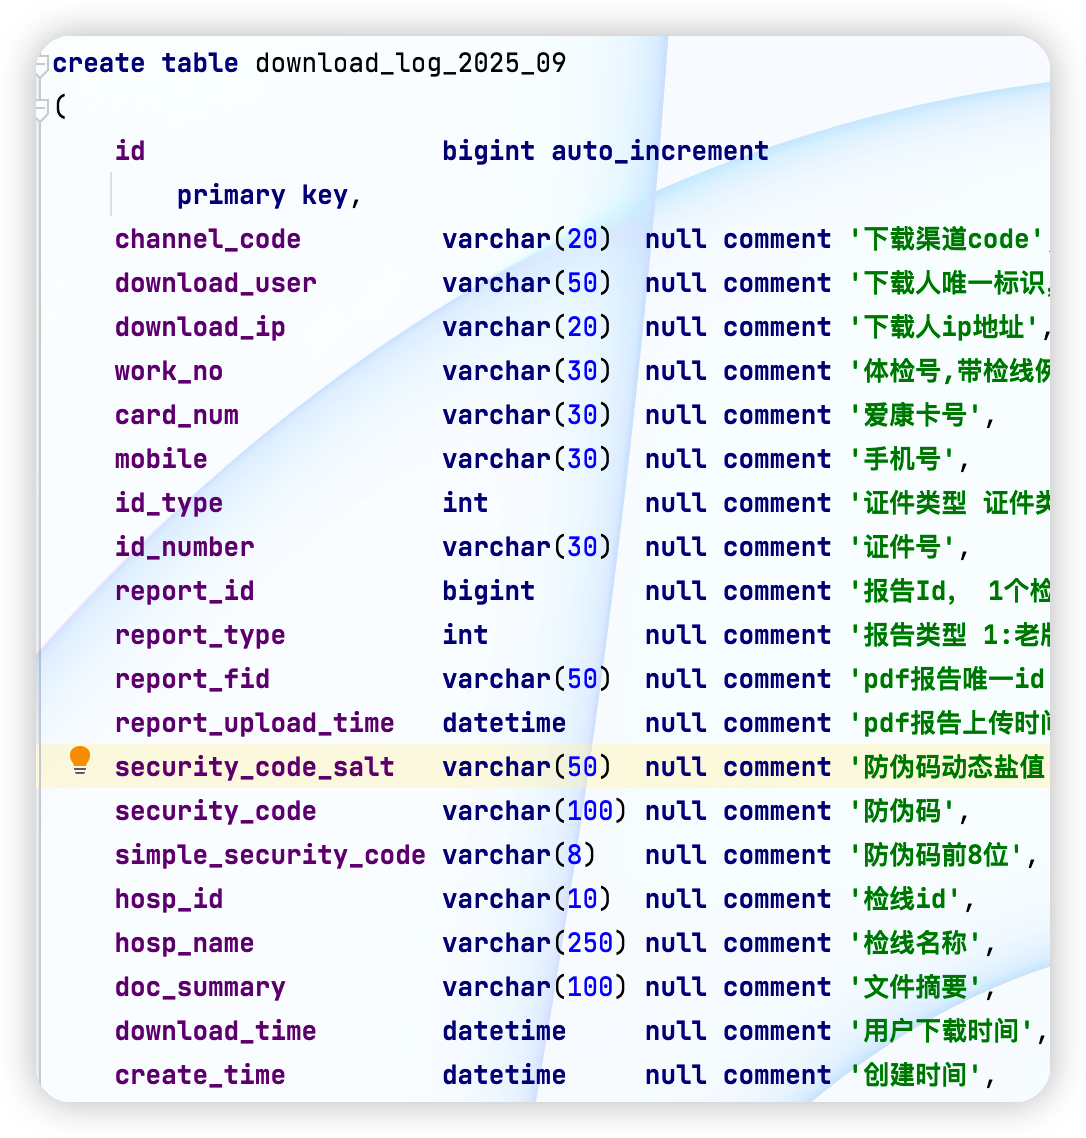 create table download_log_2025_09
(
id bigint auto_increment
primary key,
channel_code varchar(20) null comment '下载渠道code'
download_user varchar(50) null comment '下载人唯一标识,
download_ip varchar(20) null comment '下载人ip地址',
work_no varchar(30) null comment '体检号,带检线
card_num varchar(30) null comment '爱康卡号',
mobile varchar(30) null comment '手机号',
id_type int null comment '证件类型 证件类
id_number varchar(30) null comment '证件号',
report_id bigint null comment '报告Id, 1个检
report_type int null comment '报告类型 1:老版
report_fid varchar(50) null comment 'pdf报告唯一id
report_upload_time datetime null comment 'pdf报告上传时间
security_code_salt varchar(50) null comment '防伪码动态盐值
security_code varchar(100) null comment '防伪码',
simple_security_code varchar(8) null comment '防伪码前8位',
hosp_id varchar(10) null comment '检线id',
hosp_name varchar(250) null comment '检线名称',
doc_summary varchar(100) null comment '文件摘要',
download_time datetime null comment '用户下载时间',
create_time datetime null comment '创建时间',